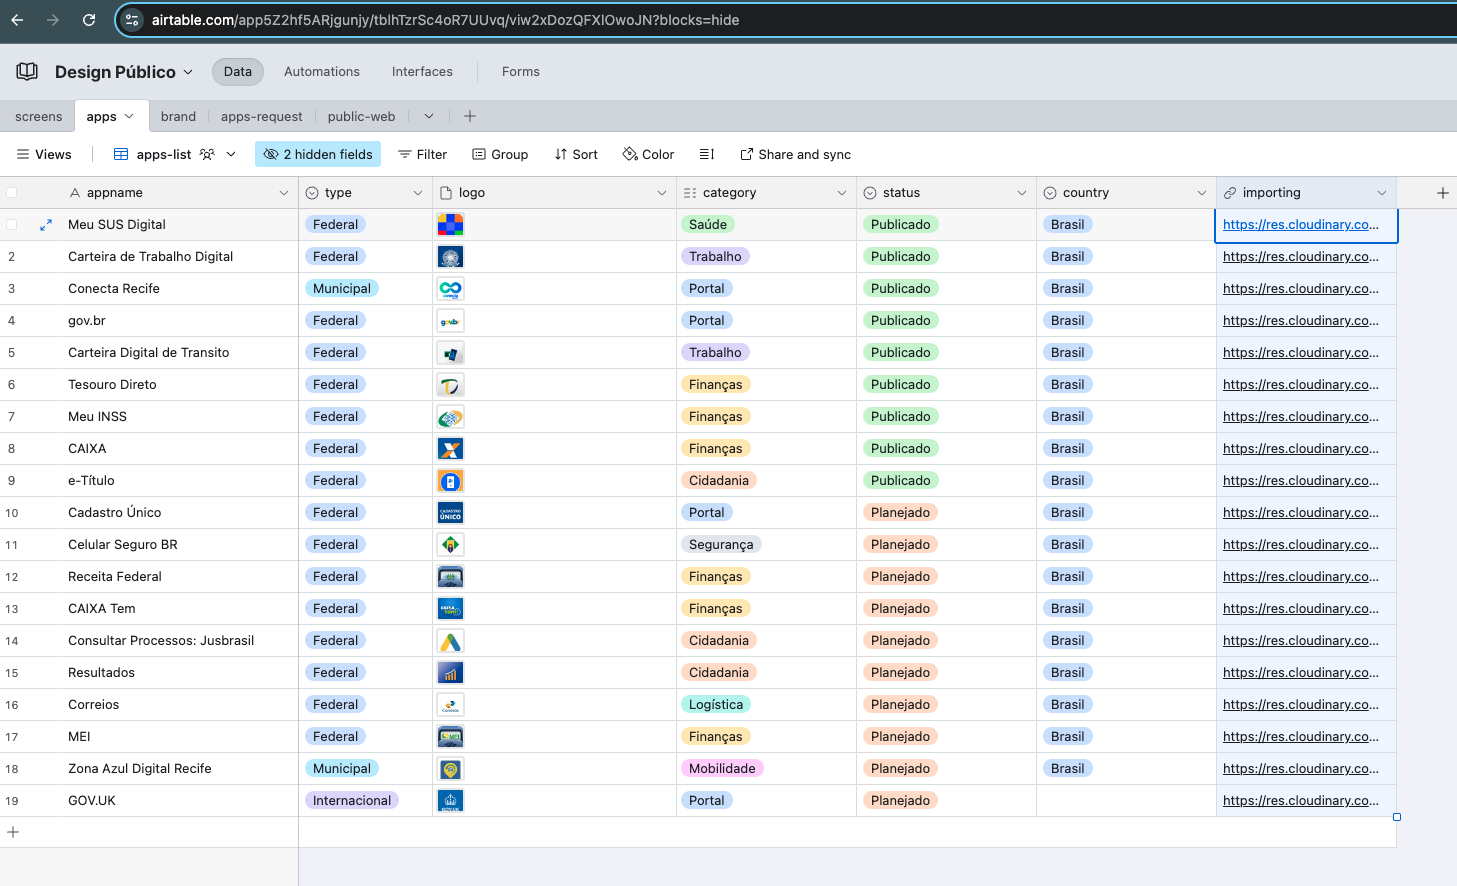 airtable.com/app5Z2hf5ARjgunjy/tblhTzrSc4oR7UUvq/viw2xDozQFXIOwoJN?blocks=hide
Design Público Data Automations Interfaces Forms
screens apps brand apps-request public-web
Views apps-list 2 hidden fields Filter Group Sort Color Share and sync
appname type logo category status country importing
Meu SUS Digital Federal Saúde Publicado Brasil https://res.cloudinary.co...
2 Carteira de Trabalho Digital Federal Trabalho Publicado Brasil https://res.cloudinary.co...
3 Conecta Recife Municipal Portal Publicado Brasil https://res.cloudinary.co...
4 gov.br Federal gov.br Portal Publicado Brasil https://res.cloudinary.co...
5 Carteira Digital de Transito Federal Trabalho Publicado Brasil https://res.cloudinary.co...
6 Tesouro Direto Federal Finanças Publicado Brasil https://res.cloudinary.co...
7 Meu INSS Federal Finanças Publicado Brasil https://res.cloudinary.co...
8 CAIXA Federal Finanças Publicado Brasil https://res.cloudinary.co...
9 e-Título Federal Cidadania Publicado Brasil https://res.cloudinary.co...
10 Cadastro Único Federal CADASTRO ÚNICO Portal Planejado Brasil https://res.cloudinary.co...
11 Celular Seguro BR Federal Segurança Planejado Brasil https://res.cloudinary.co...
12 Receita Federal Federal Finanças Planejado Brasil https://res.cloudinary.co...
13 CAIXA Tem Federal Finanças Planejado Brasil https://res.cloudinary.co...
14 Consultar Processos: Jusbrasil Federal Cidadania Planejado Brasil https://res.cloudinary.co...
15 Resultados Federal Cidadania Planejado Brasil https://res.cloudinary.co...
16 Correios Federal Logística Planejado Brasil https://res.cloudinary.co...
17 MEI Federal MEI Finanças Planejado Brasil https://res.cloudinary.co...
18 Zona Azul Digital Recife Municipal Mobilidade Planejado Brasil https://res.cloudinary.co...
19 GOV.UK Internacional GOV.UK Portal Planejado https://res.cloudinary.co...